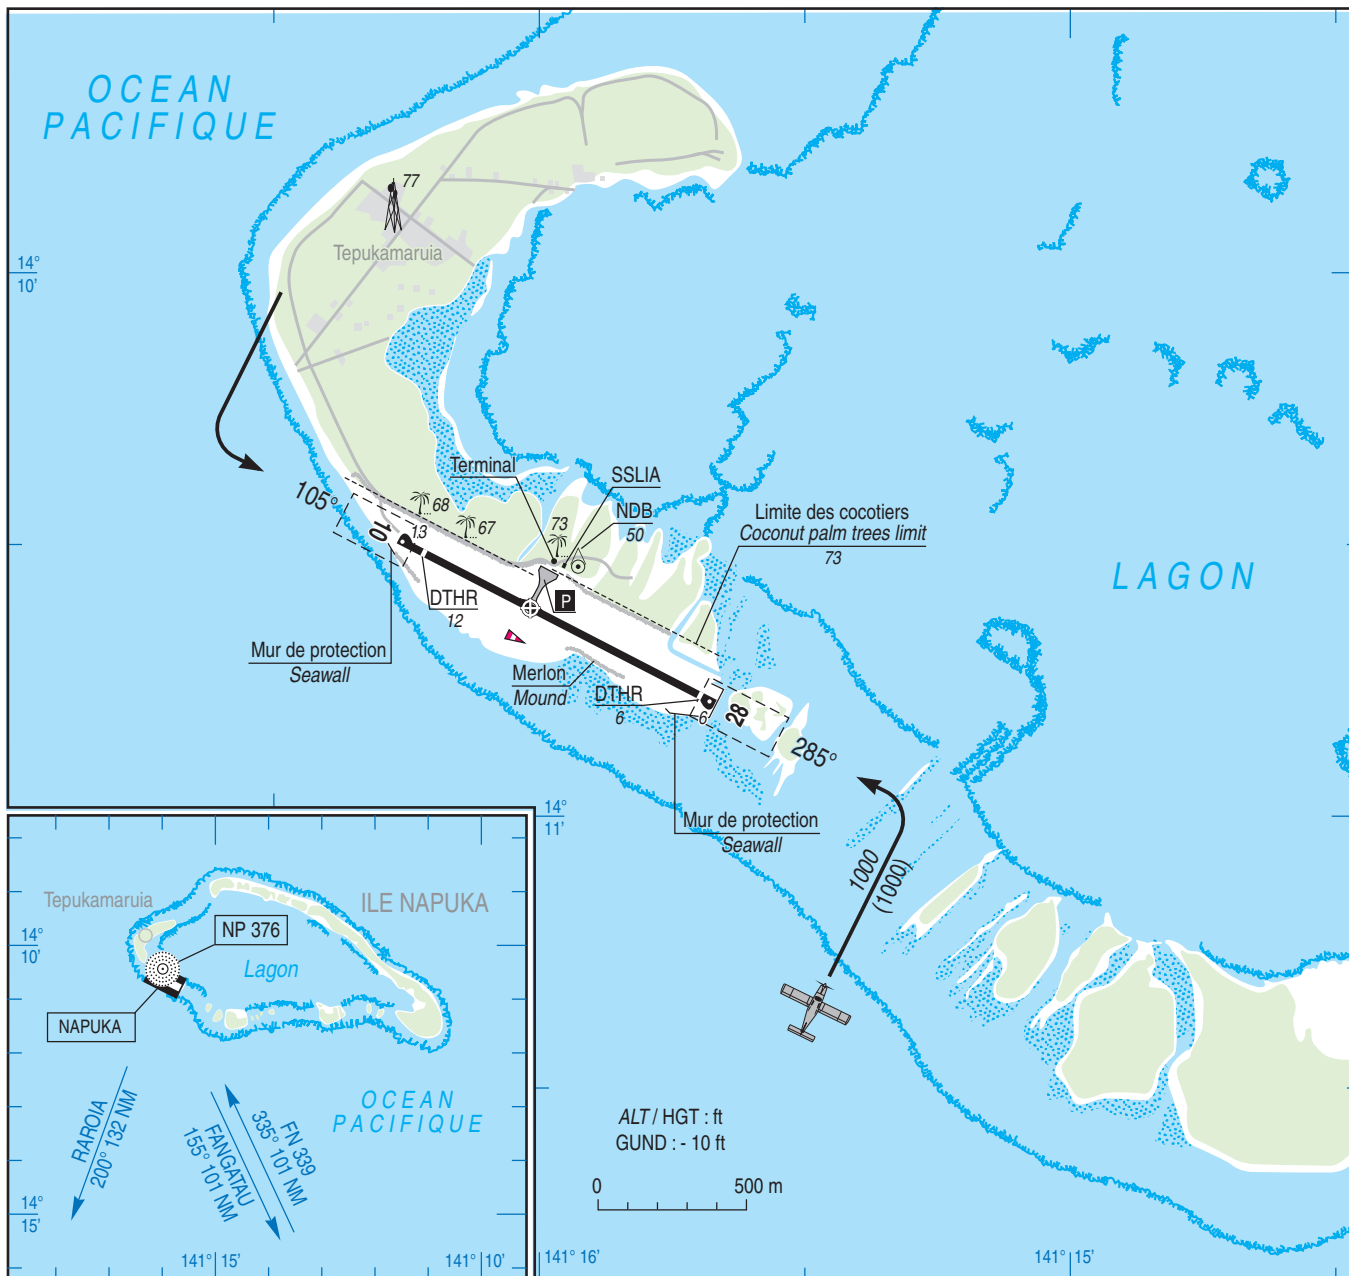 OCEAN
PACIFIQUE
77
Tepukamaruia
14°
10'
Terminal
SSLIA
NDB
50
68
67
73
13
105°
10
Limite des cocotiers
Coconut palm trees limit
73
LAGON
P
DTHR
12
Mur de protection
Seawall
Merlon
Mound
DTHR
6
6
28
285°
Mur de protection
Seawall
14°
11'
1000
(1000)
Tepukamaruia
ILE NAPUKA
14°
10'
NP 376
Lagon
NAPUKA
OCEAN
PACIFIQUE
RAROIA
200° 132 NM
FN 339
335° 101 NM
FANGATAU
155° 101 NM
14°
15'
141° 15'
141° 10'
ALT / HGT : ft
GUND : - 10 ft
0
500 m
141° 16'
141° 15'